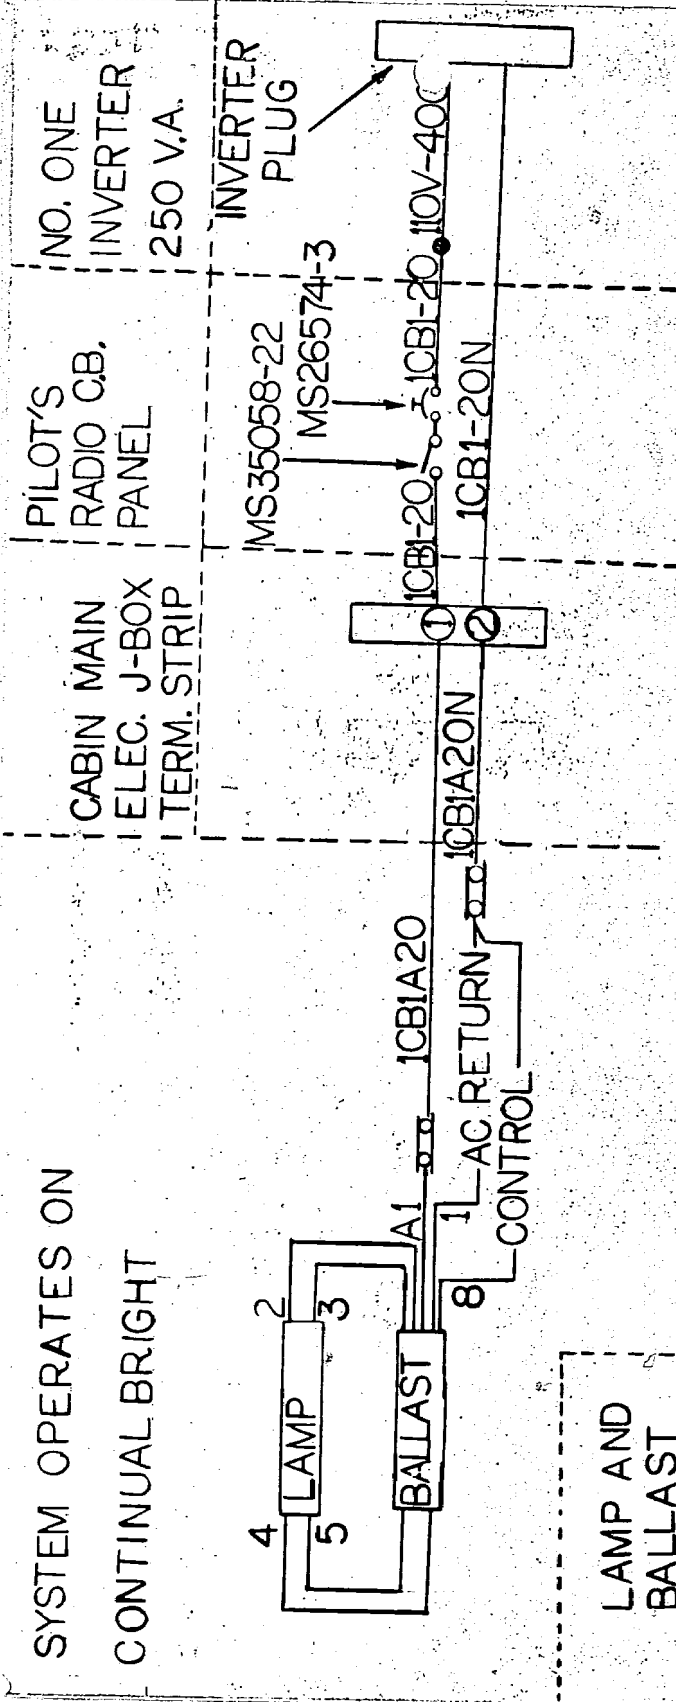 SYSTEM OPERATES ON
CONTINUAL BRIGHT
CABIN MAIN
ELEC. J-BOX
TERM. STRIP
PILOT'S
RADIO C.B.
PANEL
NO. ONE
INVERTER
250 V.A.
INVERTER
PLUG
MS35058-22
MS26574-3
4
5
LAMP
2
3
BALLAST
A1
1
8
1CB1A20
AC RETURN
CONTROL
1CB1A20N
1
2
1CB1-20
1CB1-20
110V-400
1CB1-20N
LAMP AND
BALLAST